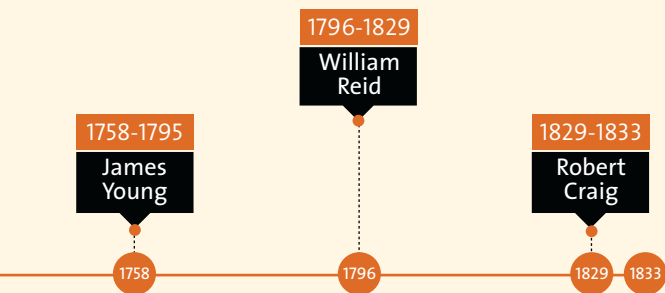 1796-1829
William
Reid
1758-1795
James
Young
1829-1833
Robert
Craig
1758
1796
1829
1833